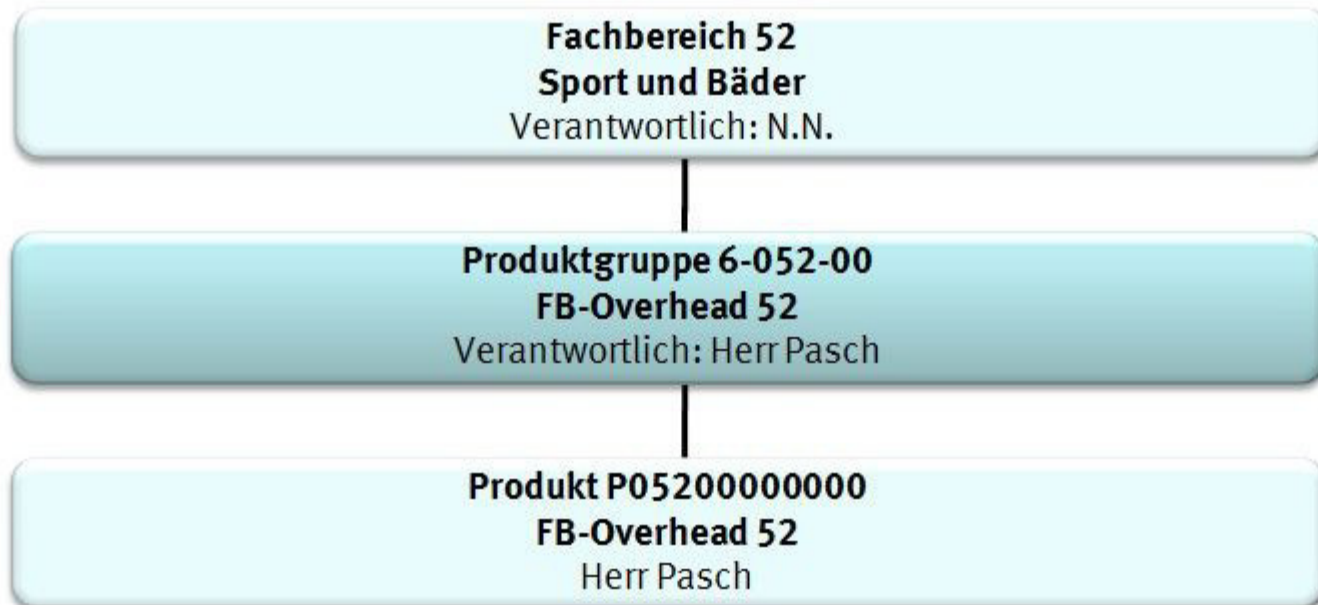 Fachbereich 52
Sport und Bäder
Verantwortlich: N.N.
Produktgruppe 6-052-00
FB-Overhead 52
Verantwortlich: Herr Pasch
Produkt P05200000000
FB-Overhead 52
Herr Pasch